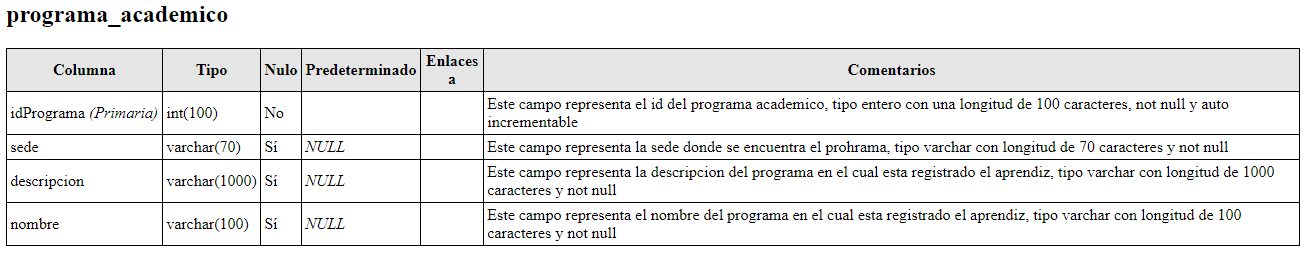 programa_academico
Columna Tipo Nulo Predeterminado Enlaces a Comentarios
idPrograma (Primaria) int(100) No Este campo representa el id del programa academico, tipo entero con una longitud de 100 caracteres, not null y auto
incrementable
sede varchar(70) Sí NULL Este campo representa la sede donde se encuentra el prohrama, tipo varchar con longitud de 70 caracteres y not null
descripcion varchar(1000) Sí NULL Este campo representa la descripcion del programa en el cual esta registrado el aprendiz, tipo varchar con longitud de 1000
caracteres y not null
nombre varchar(100) Sí NULL Este campo representa el nombre del programa en el cual esta registrado el aprendiz, tipo varchar con longitud de 100
caracteres y not null